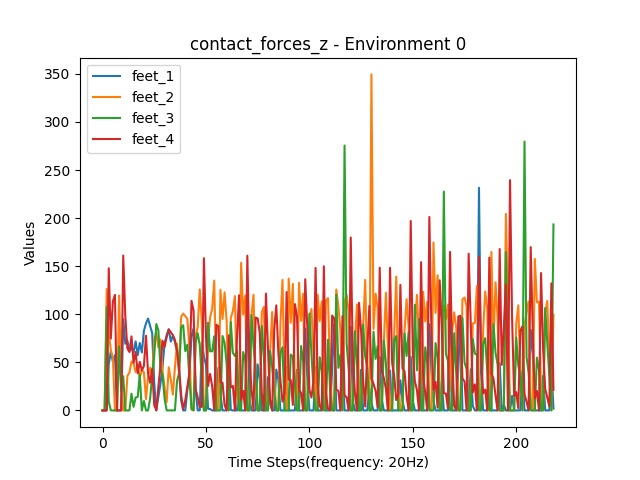 contact_forces_z - Environment 0
feet_1
feet_2
feet_3
feet_4
350
300
250
200
150
100
50
0
Values
0 50 100 150 200
Time Steps(frequency: 20Hz)